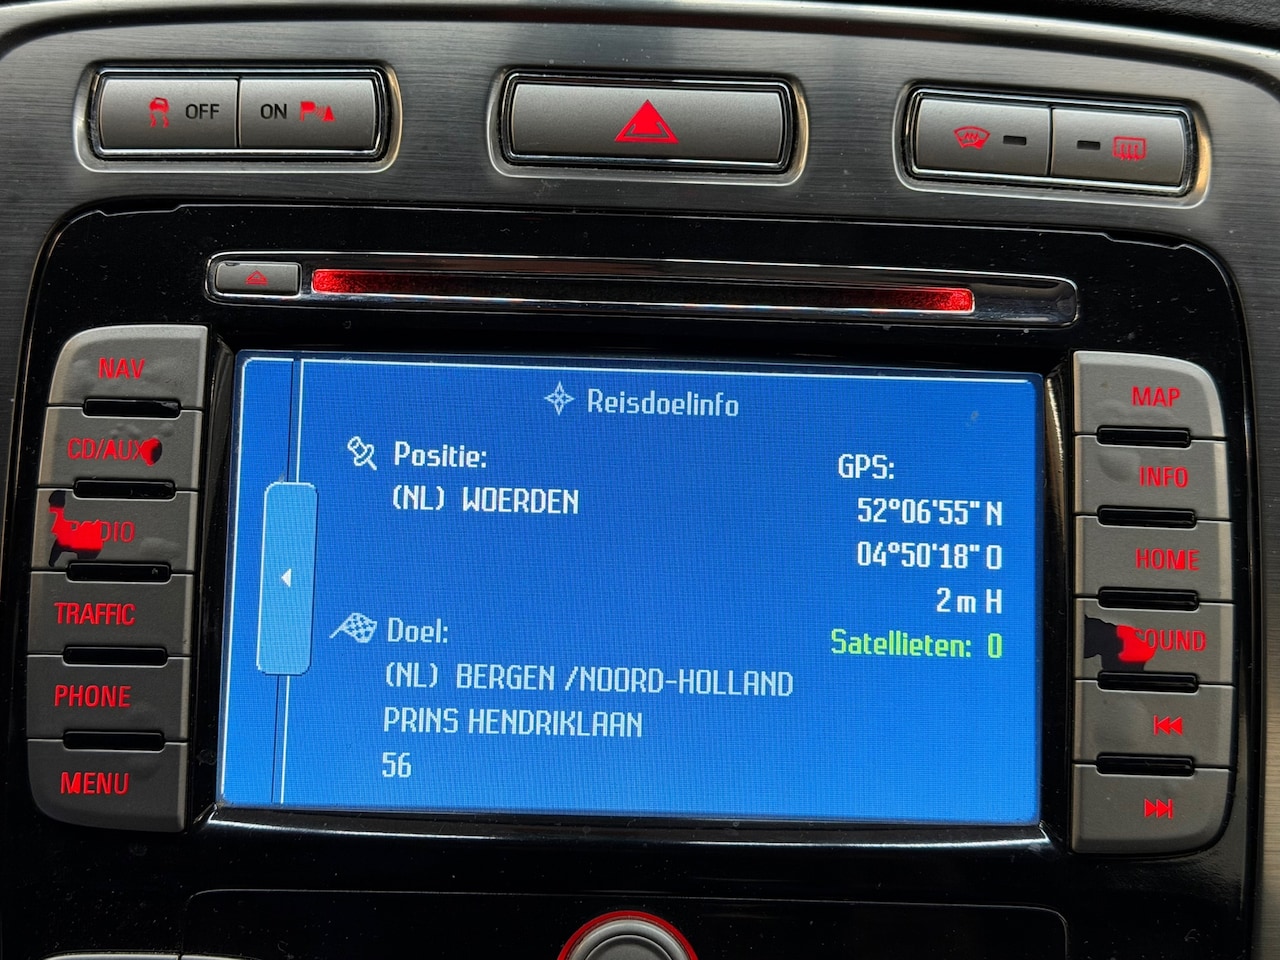 OFF
ON
NAV
CD/AUX
TRAFFIC
PHONE
MENU
Reisdoelinfo
Positie:
(NL) WOERDEN
GPS:
52°06'55" N
04°50'18" O
2 m H
Satellieten: 0
Doel:
(NL) BERGEN /NOORD-HOLLAND
PRINS HENDRIKLAAN
56
MAP
INFO
HOME